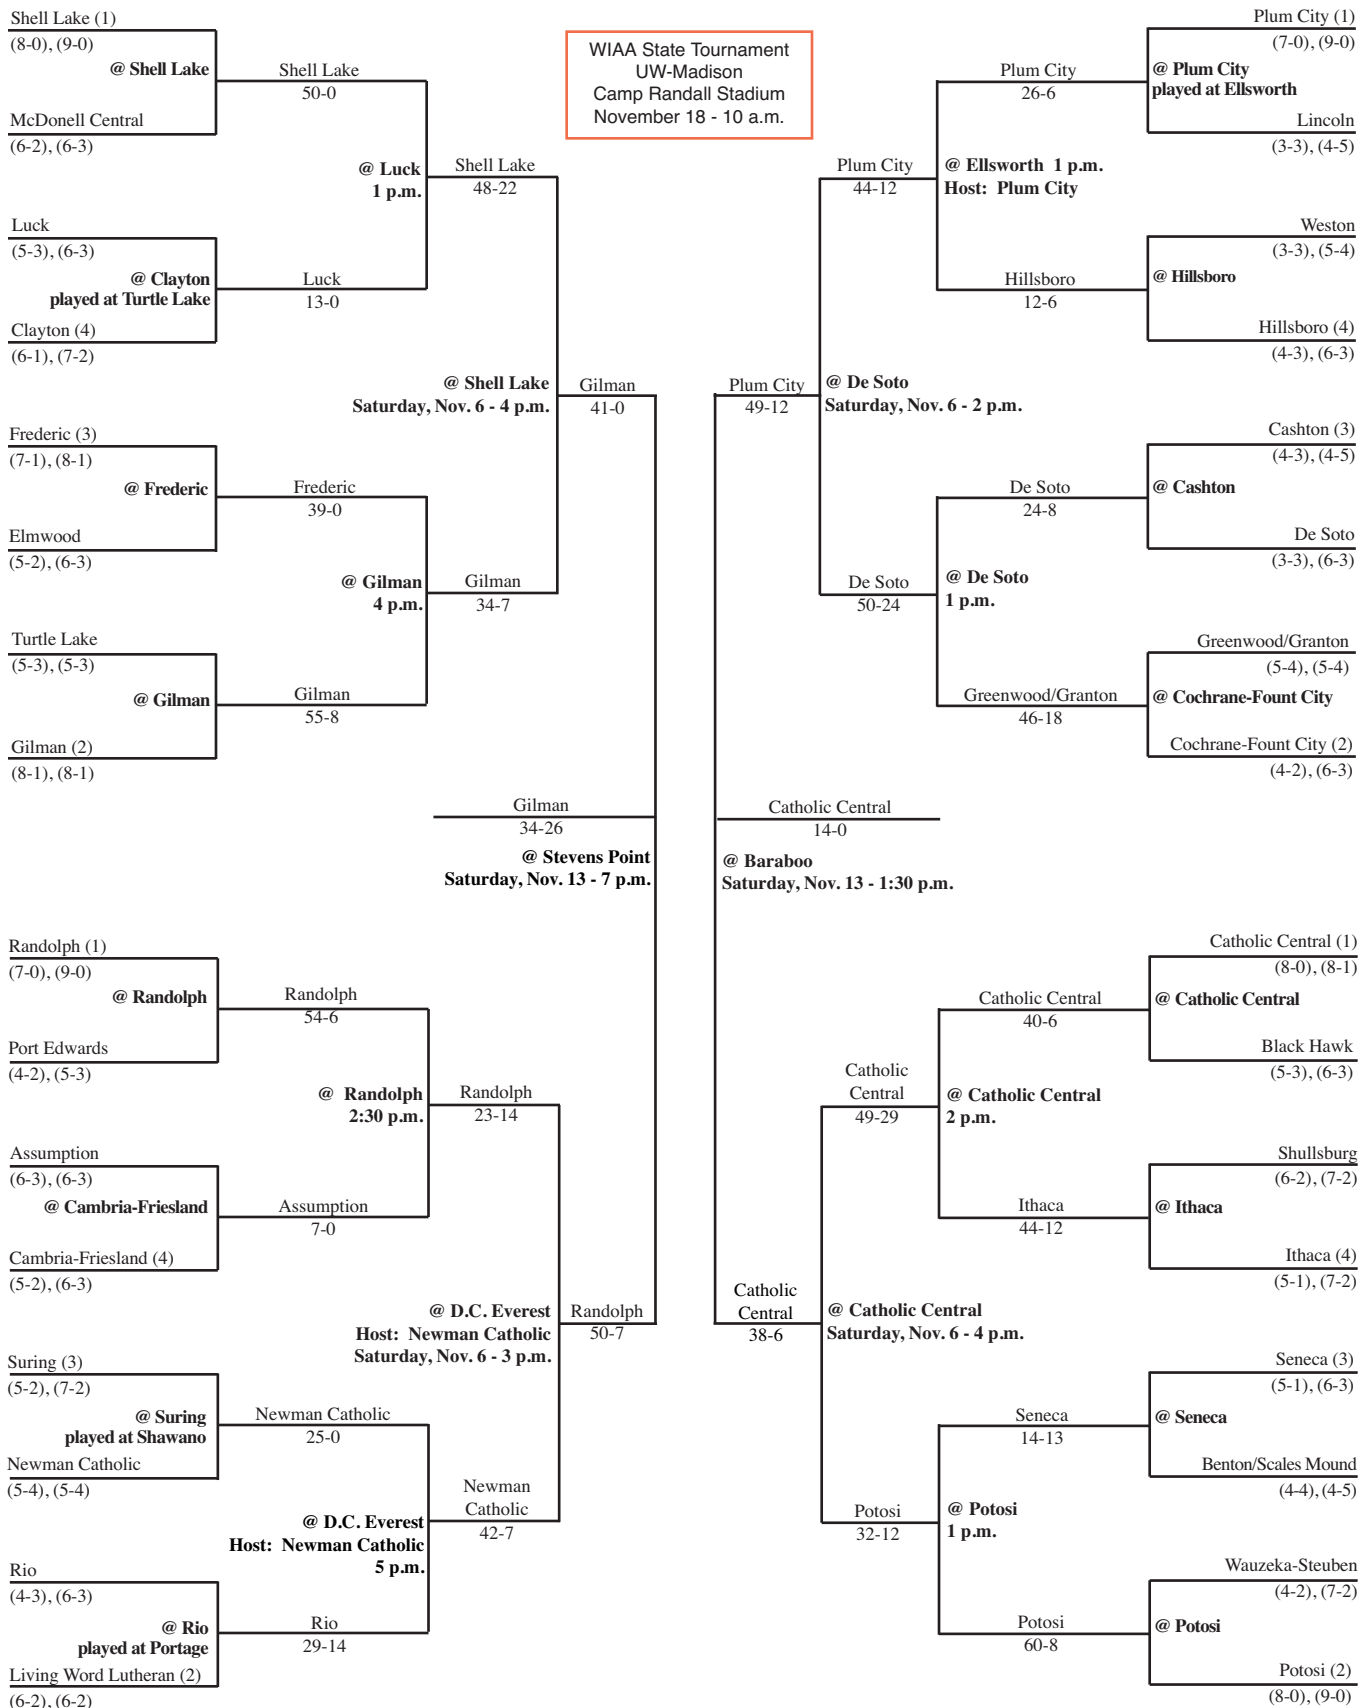 WIAA State Tournament
UW-Madison
Camp Randall Stadium
November 18 - 10 a.m.
Shell Lake (1)
(8-0), (9-0)
@ Shell Lake
McDonell Central
(6-2), (6-3)
Shell Lake
50-0
@ Luck
1 p.m.
Luck
(5-3), (6-3)
@ Clayton
played at Turtle Lake
Clayton (4)
(6-1), (7-2)
Luck
13-0
Shell Lake
48-22
@ Shell Lake
Saturday, Nov. 6 - 4 p.m.
Frederic (3)
(7-1), (8-1)
@ Frederic
Elmwood
(5-2), (6-3)
Frederic
39-0
@ Gilman
4 p.m.
Turtle Lake
(5-3), (5-3)
@ Gilman
Gilman (2)
(8-1), (8-1)
Gilman
55-8
Gilman
34-7
Gilman
41-0
Gilman
34-26
@ Stevens Point
Saturday, Nov. 13 - 7 p.m.
Randolph (1)
(7-0), (9-0)
@ Randolph
Port Edwards
(4-2), (5-3)
Randolph
54-6
@ Randolph
2:30 p.m.
Assumption
(6-3), (6-3)
@ Cambria-Friesland
Cambria-Friesland (4)
(5-2), (6-3)
Assumption
7-0
Randolph
23-14
@ D.C. Everest
Host: Newman Catholic
Saturday, Nov. 6 - 3 p.m.
Randolph
50-7
Suring (3)
(5-2), (7-2)
@ Suring
played at Shawano
Newman Catholic
(5-4), (5-4)
Newman Catholic
25-0
@ D.C. Everest
Host: Newman Catholic
5 p.m.
Newman
Catholic
42-7
Rio
(4-3), (6-3)
@ Rio
played at Portage
Living Word Lutheran (2)
(6-2), (6-2)
Rio
29-14
Plum City (1)
(7-0), (9-0)
@ Plum City
played at Ellsworth
Lincoln
(3-3), (4-5)
Plum City
26-6
@ Ellsworth 1 p.m.
Host: Plum City
Weston
(3-3), (5-4)
@ Hillsboro
Hillsboro (4)
(4-3), (6-3)
Hillsboro
12-6
Plum City
44-12
@ De Soto
Saturday, Nov. 6 - 2 p.m.
Plum City
49-12
Cashton (3)
(4-3), (4-5)
@ Cashton
De Soto
(3-3), (6-3)
De Soto
24-8
@ De Soto
1 p.m.
De Soto
50-24
Greenwood/Granton
(5-4), (5-4)
@ Cochrane-Fount City
Cochrane-Fount City (2)
(4-2), (6-3)
Greenwood/Granton
46-18
Catholic Central
14-0
@ Baraboo
Saturday, Nov. 13 - 1:30 p.m.
Catholic Central (1)
(8-0), (8-1)
@ Catholic Central
Black Hawk
(5-3), (6-3)
Catholic Central
40-6
@ Catholic Central
2 p.m.
Catholic
Central
49-29
Shullsburg
(6-2), (7-2)
@ Ithaca
Ithaca (4)
(5-1), (7-2)
Ithaca
44-12
Catholic
Central
38-6
@ Catholic Central
Saturday, Nov. 6 - 4 p.m.
Seneca (3)
(5-1), (6-3)
@ Seneca
Benton/Scales Mound
(4-4), (4-5)
Seneca
14-13
@ Potosi
1 p.m.
Potosi
32-12
Wauzeka-Steuben
(4-2), (7-2)
@ Potosi
Potosi (2)
(8-0), (9-0)
Potosi
60-8